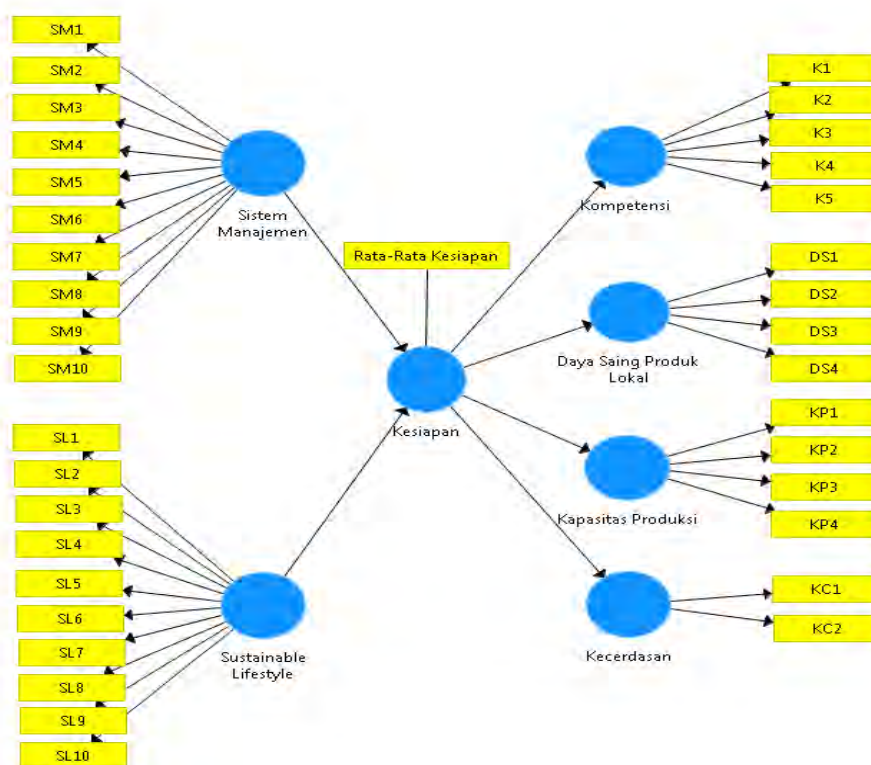 SM1
SM2
SM3
SM4
SM5
SM6
SM7
SM8
SM9
SM10
Sistem
Manajemen
SL1
SL2
SL3
SL4
SL5
SL6
SL7
SL8
SL9
SL10
Sustainable
Lifestyle
Rata-Rata Kesiapan
Kesiapan
Kompetensi
K1
K2
K3
K4
K5
Daya Saing Produk
Lokal
DS1
DS2
DS3
DS4
Kapasitas Produksi
KP1
KP2
KP3
KP4
Kecerdasan
KC1
KC2